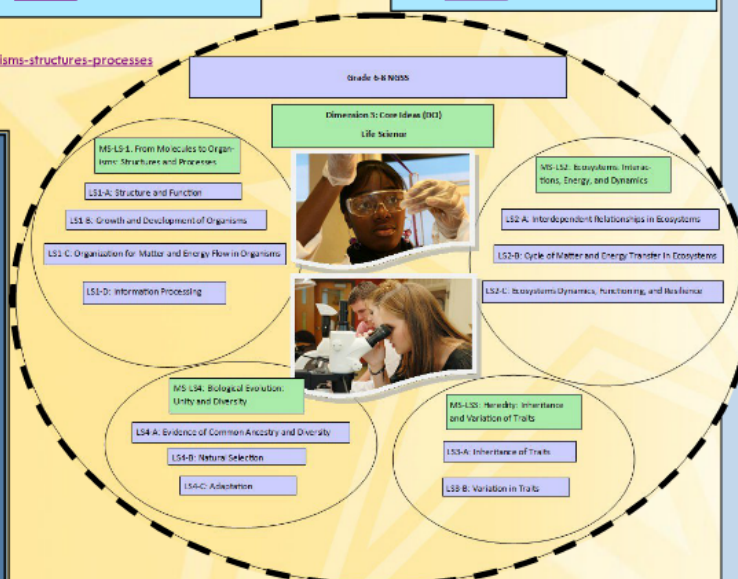 isms-structures-processes
Grade 6-8 NGSS
Dimension 3: Core Ideas (DCI)
Life Science
MS-LS-1. From Molecules to Organ-
isms: Structures and Processes
LS1-A: Structure and Function
LS1-B: Growth and Development of Organisms
LS1-C: Organization for Matter and Energy Flow in Organisms
LS1-D: Information Processing
MS-LS2: Ecosystems: Interac-
tions, Energy, and Dynamics
LS2-A: Interdependent Relationships in Ecosystems
LS2-B: Cycle of Matter and Energy Transfer in Ecosystems
LS2-C: Ecosystems Dynamics, Functioning, and Resilience
MS-LS4: Biological Evolution:
Unity and Diversity
LS4-A: Evidence of Common Ancestry and Diversity
LS4-B: Natural Selection
LS4-C: Adaptation
MS-LS3: Heredity: Inheritance
and Variation of Traits
LS3-A: Inheritance of Traits
LS3-B: Variation in Traits